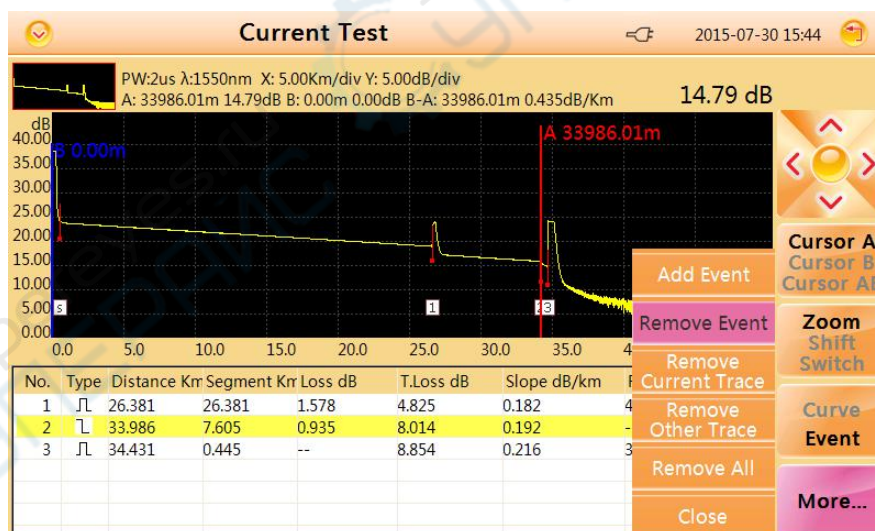 Current Test 2015-07-30 15:44
PW:2us λ:1550nm X: 5.00Km/div Y: 5.00dB/div
A: 33986.01m 14.79dB B: 0.00m 0.00dB B-A: 33986.01m 0.435dB/Km 14.79 dB
dB
40.00
35.00
30.00
25.00
20.00
15.00
10.00
5.00
0.00
B 0.00m
A 33986.01m
s 1 3
0.0 5.0 10.0 15.0 20.0 25.0 30.0 35.0 4
Cursor A
Cursor B
Cursor AB
Zoom
Shift
Switch
Curve
Event
More...
Add Event
Remove Event
Remove
Current Trace
Remove
Other Trace
Remove All
Close
No. Type Distance Km Segment Km Loss dB T.Loss dB Slope dB/km
1 26.381 26.381 1.578 4.825 0.182 4
2 33.986 7.605 0.935 8.014 0.192 -
3 34.431 0.445 -- 8.854 0.216 3